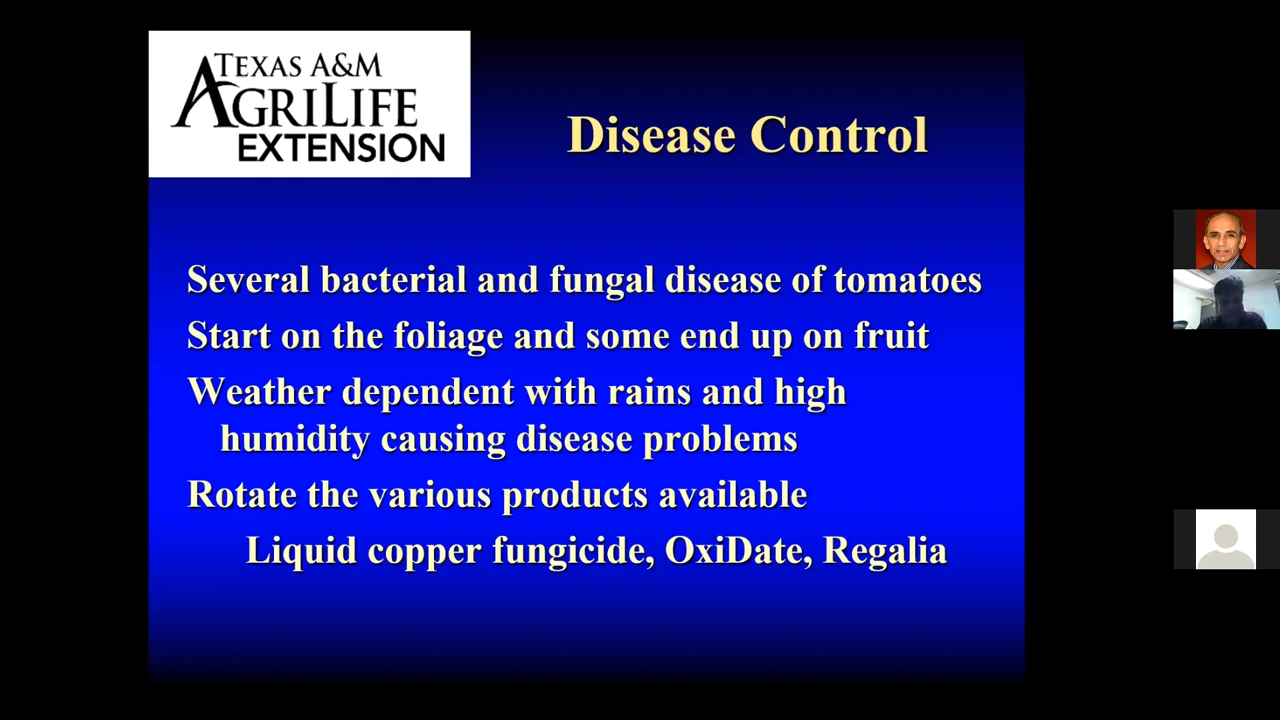 TEXAS A&M
AGRILIFE
EXTENSION
Disease Control
Several bacterial and fungal disease of tomatoes
Start on the foliage and some end up on fruit
Weather dependent with rains and high
humidity causing disease problems
Rotate the various products available
Liquid copper fungicide, OxiDate, Regalia